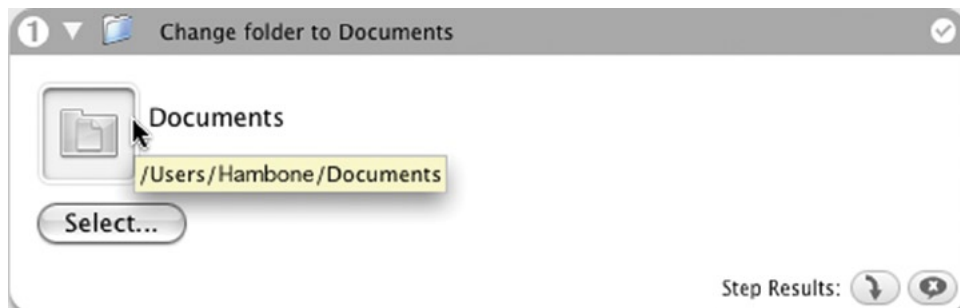 1 Change folder to Documents
Documents
/Users/Hambone/Documents
Select...
Step Results: